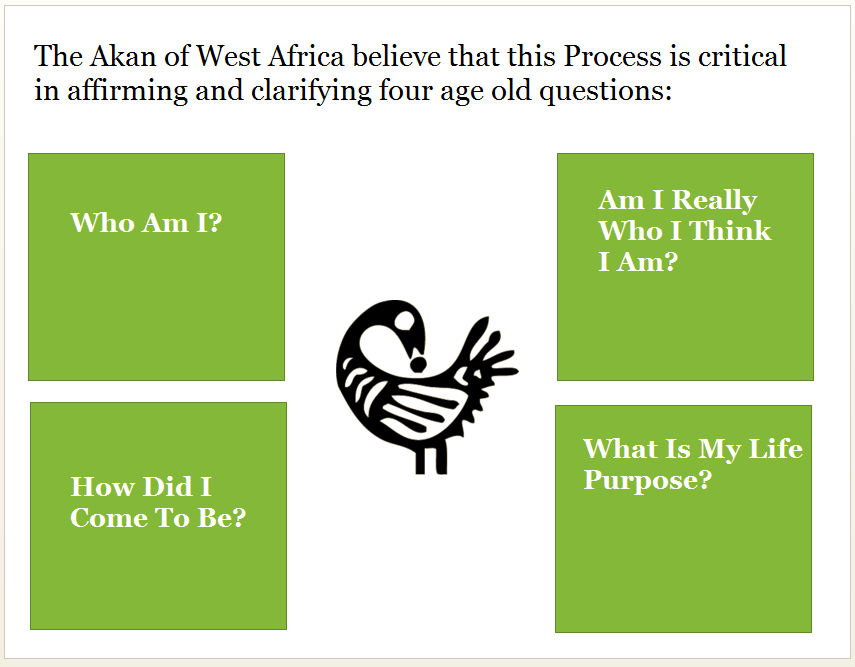 The Akan of West Africa believe that this Process is critical
in affirming and clarifying four age old questions:
Who Am I?
Am I Really
Who I Think
I Am?
How Did I
Come To Be?
What Is My Life
Purpose?